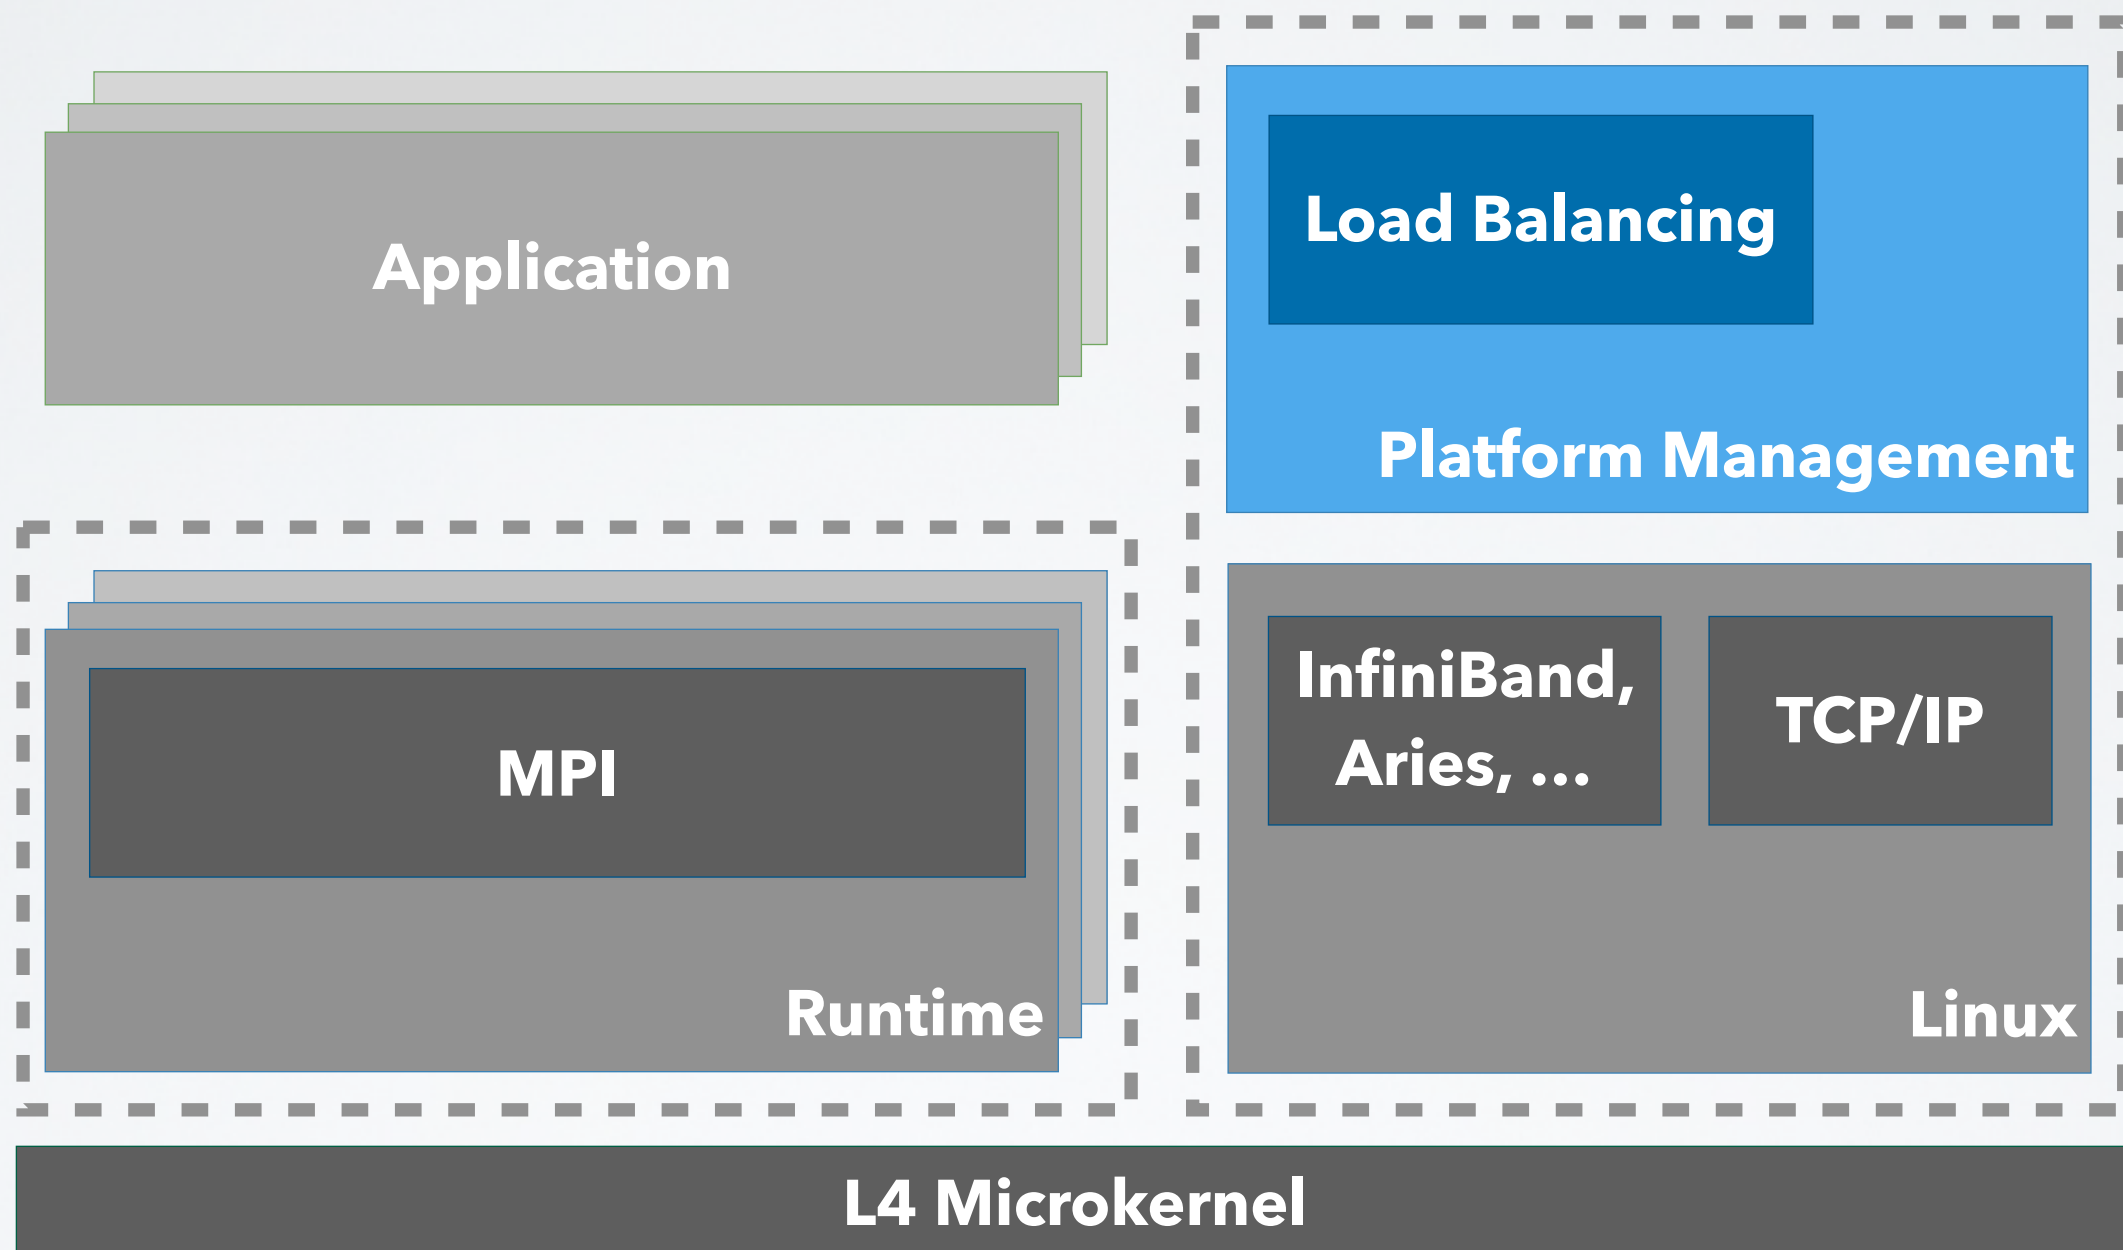 Application
Load Balancing
Platform Management
MPI
Runtime
InfiniBand,
Aries, ...
TCP/IP
Linux
L4 Microkernel